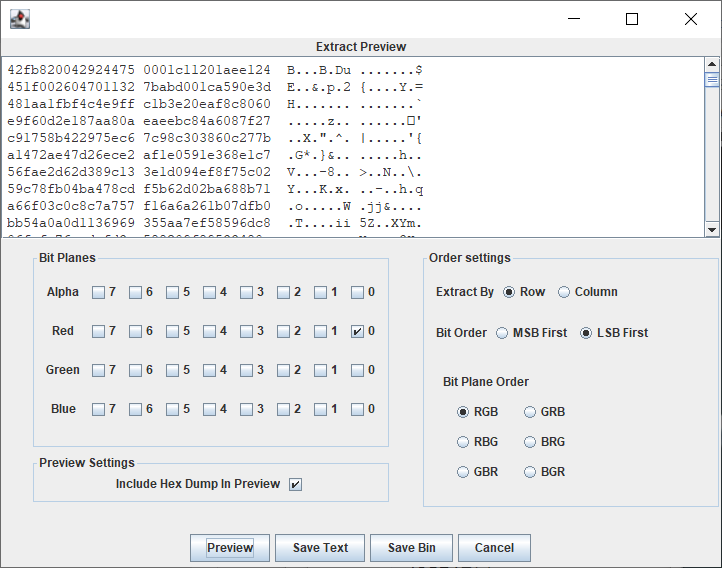 Extract Preview
42fb820042924475 0001c11201aee124 B...B.Du .......$
451f002604701132 7babd001ca590e3d E..&.p.2 {....Y.=
481aa1fbf4c4e9ff c1b3e20eaf8c8060 H....... .......`
e9f60d2e187aa80a eaeebc84a6087f27 .....z.. ......□'
c91758b422975ec6 7c98c303860c277b ..X.".^. |.....'{
a1472ae47d26ece2 af1e0591e368e1c7 .G*.}&.. .....h..
56fae2d62d389c13 3e1d094ef8f75c02 V...-8.. >..N..\.
59c78fb04ba478cd f5b62d02ba688b71 Y...K.x. ..-..h.q
a66f03c0c8c7a757 f16a6a261b07dfb0 .o.....W .jj&....
bb54a0a0d1136969 355aa7ef58596dc8 .T....ii 5Z..XYm.
Bit Planes
Alpha 7 6 5 4 3 2 1 0
Red 7 6 5 4 3 2 1 0
Green 7 6 5 4 3 2 1 0
Blue 7 6 5 4 3 2 1 0
Preview Settings
Include Hex Dump In Preview
Order settings
Extract By Row Column
Bit Order MSB First LSB First
Bit Plane Order
RGB GRB
RBG BRG
GBR BGR
Preview Save Text Save Bin Cancel